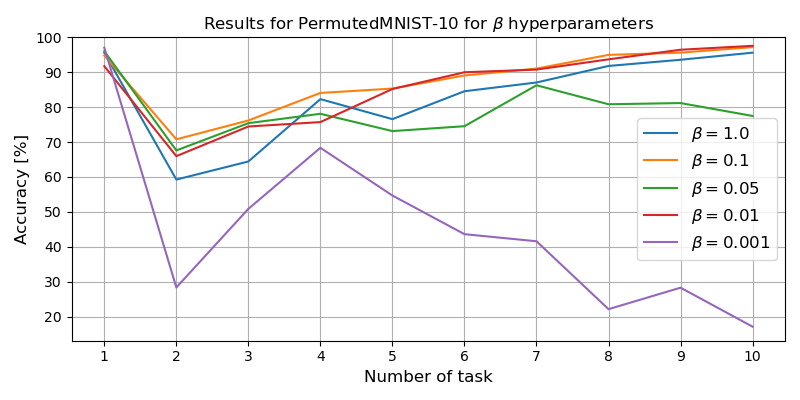 Results for PermutedMNIST-10 for β hyperparameters
100
90
80
70
60
50
40
30
20
Accuracy [%]
β = 1.0
β = 0.1
β = 0.05
β = 0.01
β = 0.001
1 2 3 4 5 6 7 8 9 10
Number of task